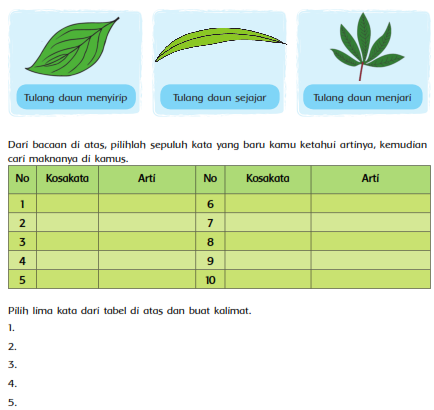 Tulang daun menyirip
Tulang daun sejajar
Tulang daun menjari
Dari bacaan di atas, pilihlah sepuluh kata yang baru kamu ketahui artinya, kemudian
cari maknanya di kamus.
No Kosakata Arti No Kosakata Arti
1 6
2 7
3 8
4 9
5 10
Pilih lima kata dari tabel di atas dan buat kalimat.
1.
2.
3.
4.
5.